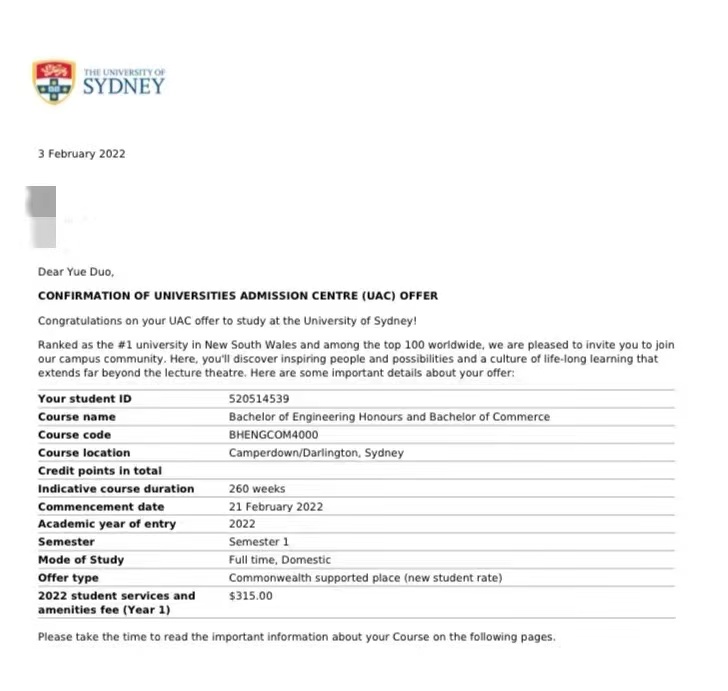 THE UNIVERSITY OF
SYDNEY
3 February 2022
Dear Yue Duo,
CONFIRMATION OF UNIVERSITIES ADMISSION CENTRE (UAC) OFFER
Congratulations on your UAC offer to study at the University of Sydney!
Ranked as the #1 university in New South Wales and among the top 100 worldwide, we are pleased to invite you to join
our campus community. Here, you'll discover inspiring people and possibilities and a culture of life-long learning that
extends far beyond the lecture theatre. Here are some important details about your offer:
Your student ID 520514539
Course name Bachelor of Engineering Honours and Bachelor of Commerce
Course code BHENGCOM4000
Course location Camperdown/Darlington, Sydney
Credit points in total
Indicative course duration 260 weeks
Commencement date 21 February 2022
Academic year of entry 2022
Semester Semester 1
Mode of Study Full time, Domestic
Offer type Commonwealth supported place (new student rate)
2022 student services and $315.00
amenities fee (Year 1)
Please take the time to read the important information about your Course on the following pages.